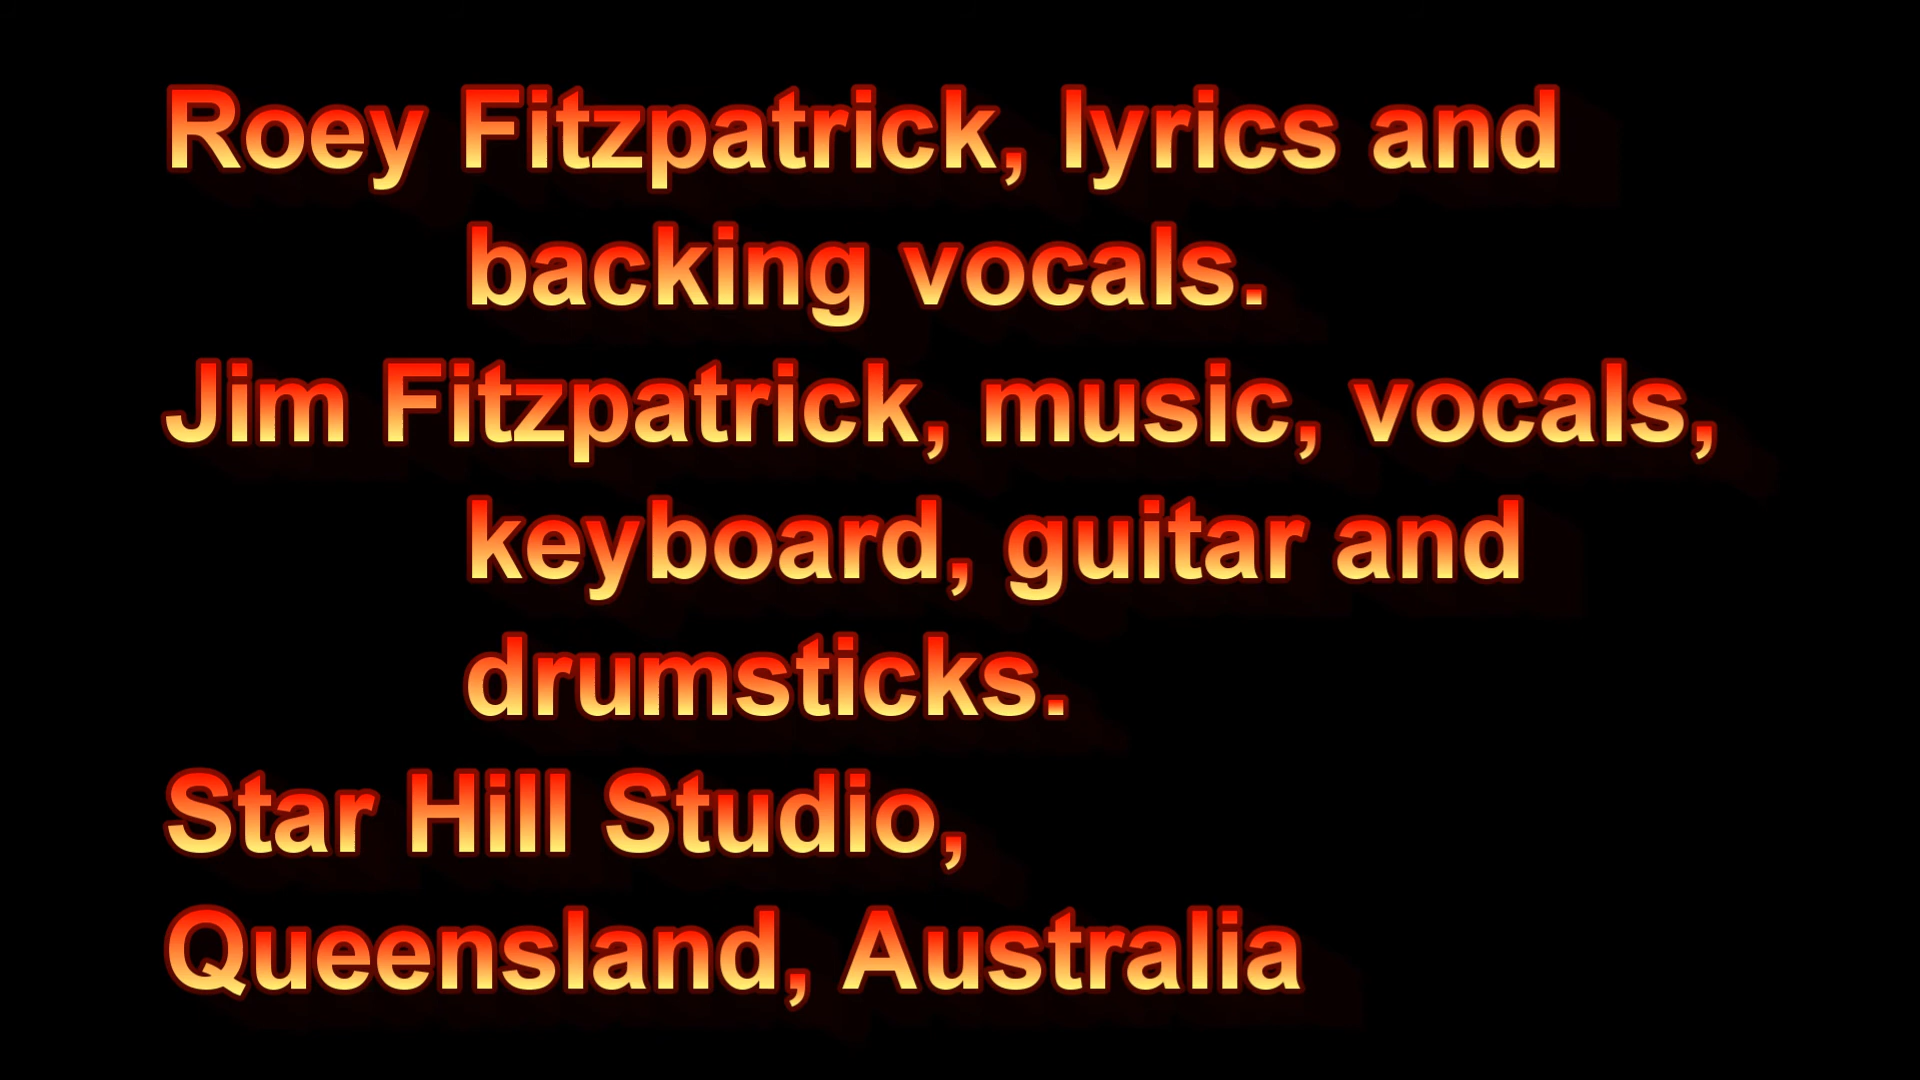 Roey Fitzpatrick, lyrics and
backing vocals.
Jim Fitzpatrick, music, vocals,
keyboard, guitar and
drumsticks.
Star Hill Studio,
Queensland, Australia